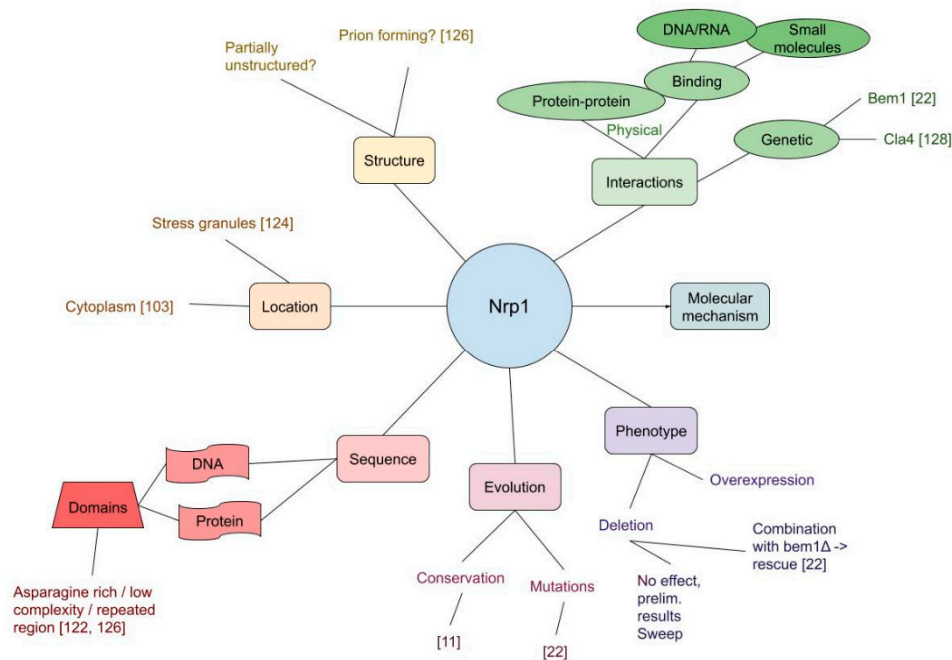 DNA/RNA
Small
molecules
Prion forming? [126]
Partially
unstructured?
Binding
Protein-protein
Bem1 [22]
Physical
Genetic
Cla4 [128]
Structure
Interactions
Stress granules [124]
Cytoplasm [103]
Location
Nrp1
Molecular
mechanism
Phenotype
DNA
Sequence
Evolution
Overexpression
Domains
Protein
Deletion
Combination
with bem1Δ ->
rescue [22]
Conservation
Mutations
No effect,
prelim.
results
Sweep
Asparagine rich / low
complexity / repeated
region [122, 126]
[11]
[22]